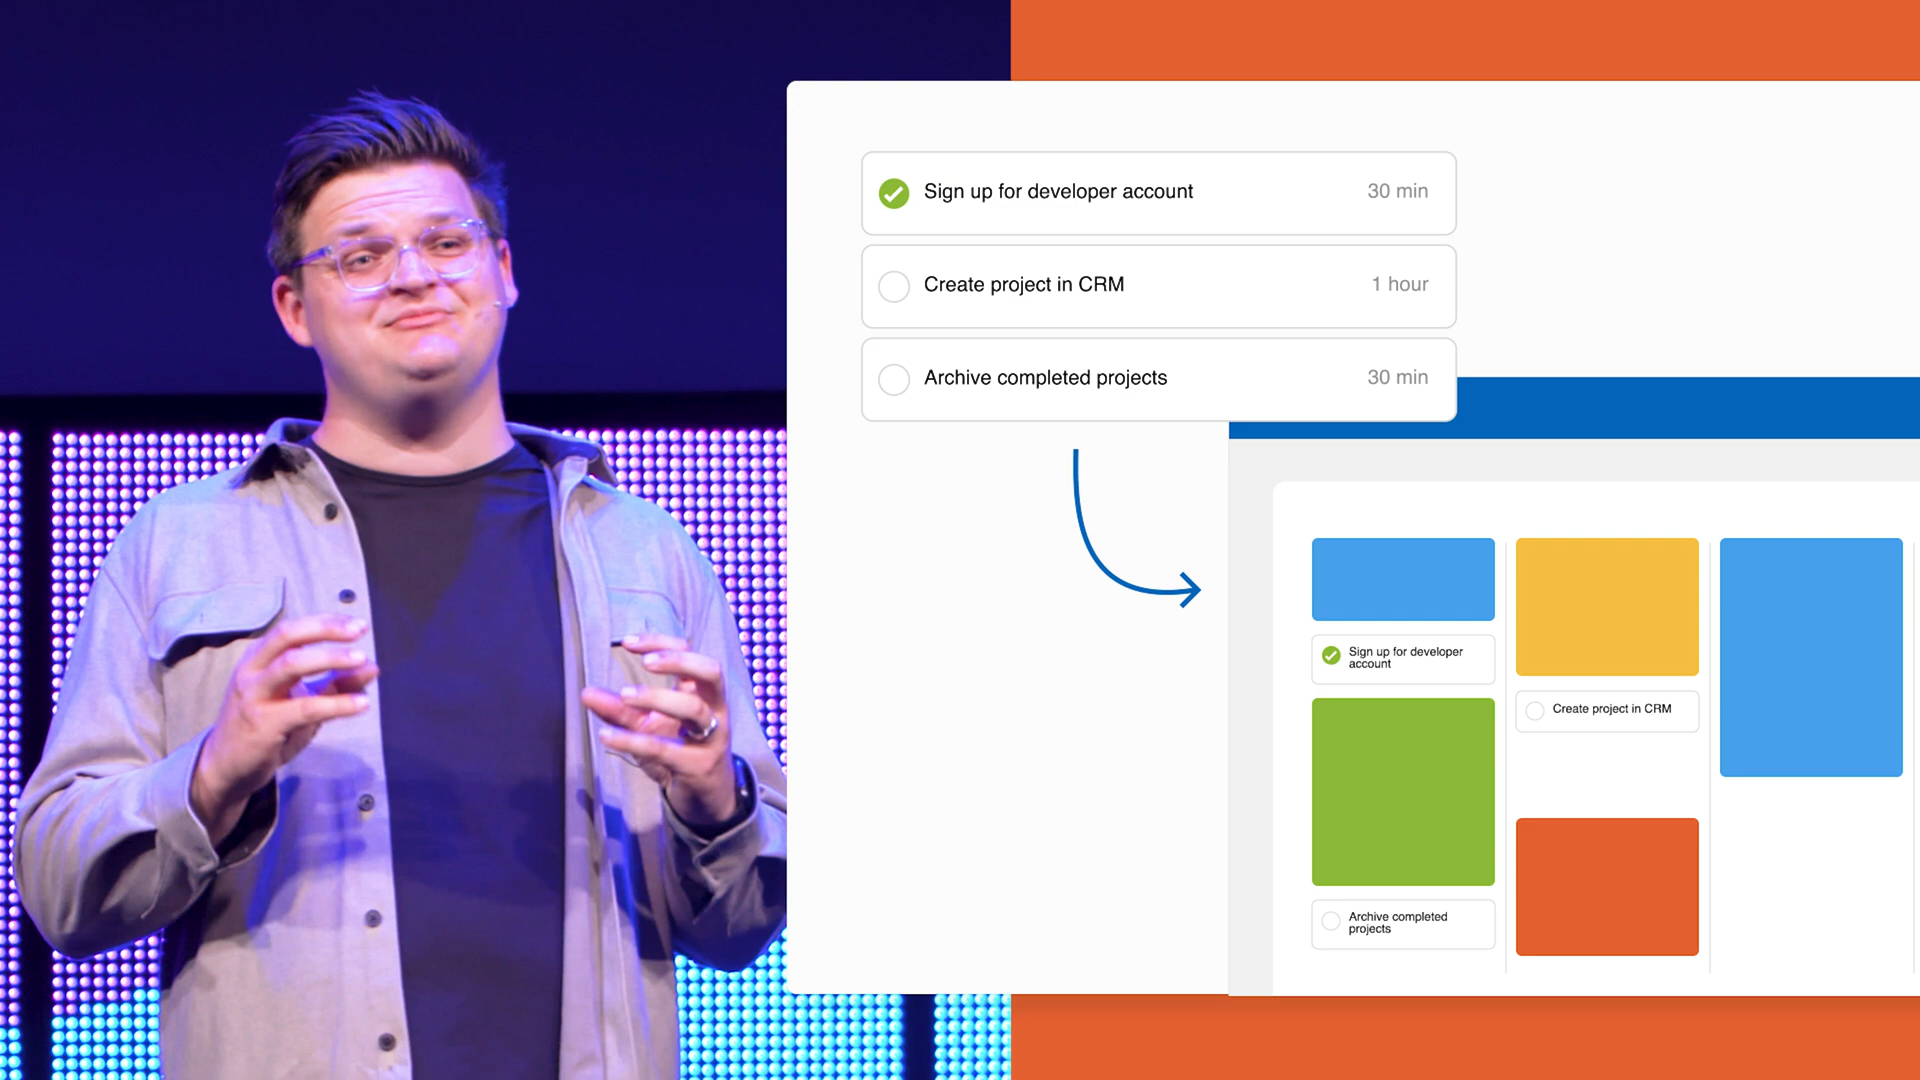 Sign up for developer account 30 min
Create project in CRM 1 hour
Archive completed projects 30 min
Sign up for developer
account
Create project in CRM
Archive completed
projects